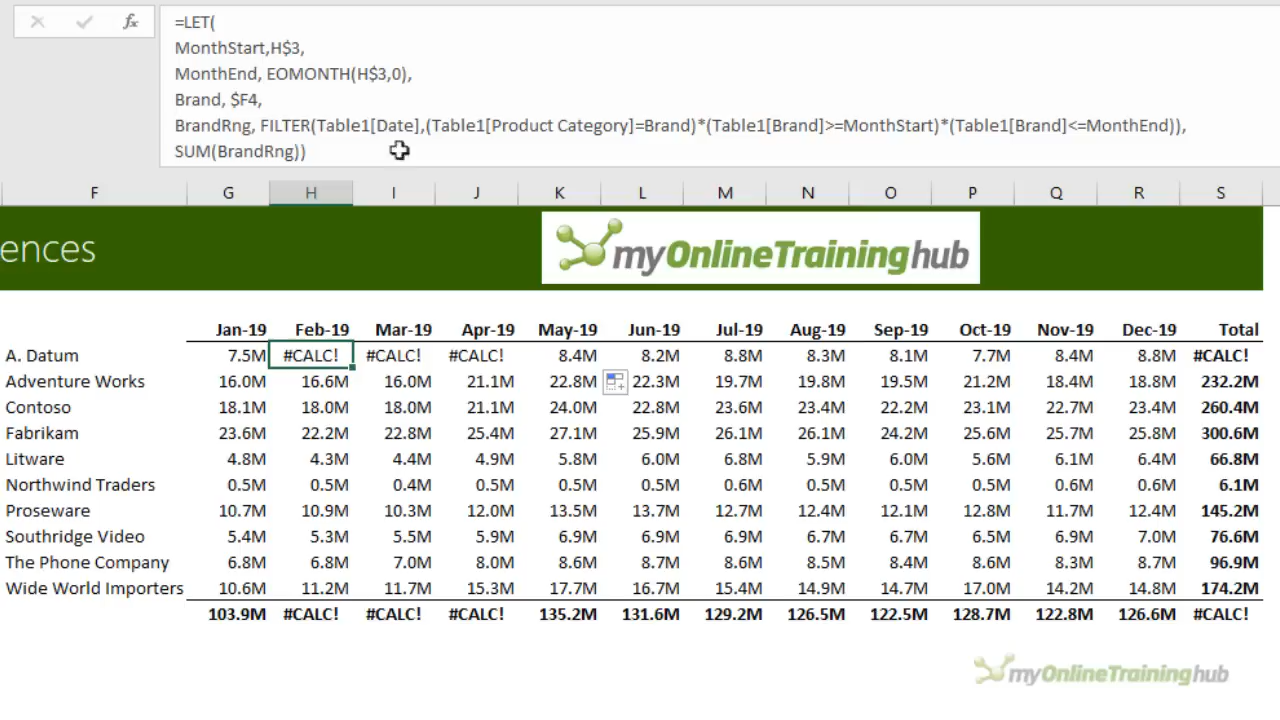 fx
=LET(
MonthStart,H$3,
MonthEnd, EOMONTH(H$3,0),
Brand, $F4,
BrandRng, FILTER(Table1[Date],(Table1[Product Category]=Brand)*(Table1[Brand]>=MonthStart)*(Table1[Brand]<=MonthEnd)),
SUM(BrandRng))
F G H I J K L M N O P Q R S
ences
myOnlineTraininghub
Jan-19 Feb-19 Mar-19 Apr-19 May-19 Jun-19 Jul-19 Aug-19 Sep-19 Oct-19 Nov-19 Dec-19 Total
A. Datum 7.5M #CALC! #CALC! #CALC! 8.4M 8.2M 8.8M 8.3M 8.1M 7.7M 8.4M 8.8M #CALC!
Adventure Works 16.0M 16.6M 16.0M 21.1M 22.8M 22.3M 19.7M 19.8M 19.5M 21.2M 18.4M 18.8M 232.2M
Contoso 18.1M 18.0M 18.0M 21.1M 24.0M 22.8M 23.6M 23.4M 22.2M 23.1M 22.7M 23.4M 260.4M
Fabrikam 23.6M 22.2M 22.8M 25.4M 27.1M 25.9M 26.1M 26.1M 24.2M 25.6M 25.7M 25.8M 300.6M
Litware 4.8M 4.3M 4.4M 4.9M 5.8M 6.0M 6.8M 5.9M 6.0M 5.6M 6.1M 6.4M 66.8M
Northwind Traders 0.5M 0.5M 0.4M 0.5M 0.5M 0.5M 0.6M 0.5M 0.5M 0.5M 0.6M 0.6M 6.1M
Proseware 10.7M 10.9M 10.3M 12.0M 13.5M 13.7M 12.7M 12.4M 12.1M 12.8M 11.7M 12.4M 145.2M
Southridge Video 5.4M 5.3M 5.5M 5.9M 6.9M 6.9M 6.9M 6.7M 6.7M 6.5M 6.9M 7.0M 76.6M
The Phone Company 6.8M 6.8M 7.0M 8.0M 8.6M 8.7M 8.6M 8.5M 8.4M 8.6M 8.3M 8.7M 96.9M
Wide World Importers 10.6M 11.2M 11.7M 15.3M 17.7M 16.7M 15.4M 14.9M 14.7M 17.0M 14.2M 14.8M 174.2M
103.9M #CALC! #CALC! #CALC! 135.2M 131.6M 129.2M 126.5M 122.5M 128.7M 122.8M 126.6M #CALC!
myOnlineTraininghub